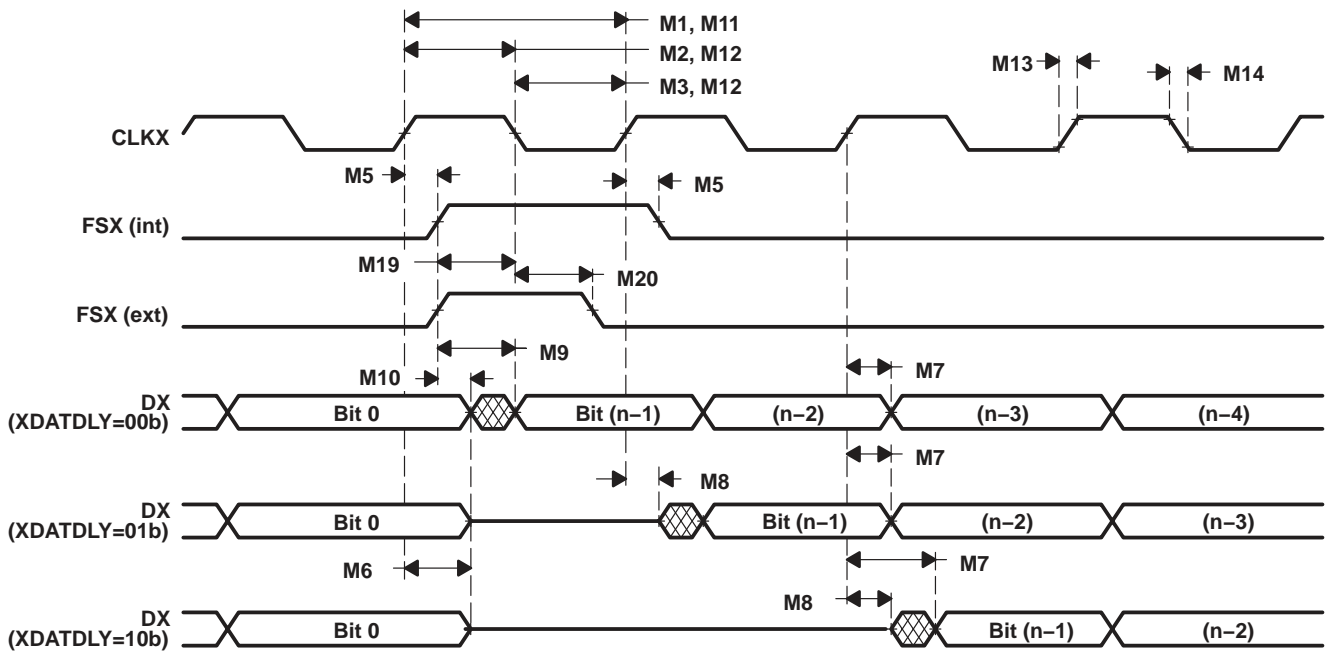 M1, M11
M2, M12
M3, M12
M13
M14
CLKX
M5
M5
FSX (int)
M19
M20
FSX (ext)
M9
M10
M7
DX
(XDATDLY=00b)
Bit 0
Bit (n–1)
(n–2)
(n–3)
(n–4)
M7
M8
DX
(XDATDLY=01b)
Bit 0
Bit (n–1)
(n–2)
(n–3)
M6
M7
M8
DX
(XDATDLY=10b)
Bit 0
Bit (n–1)
(n–2)